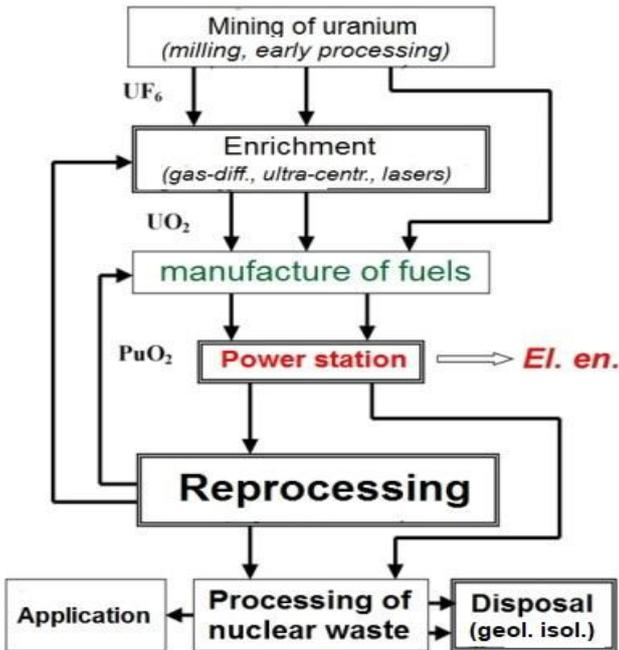 Mining of uranium
(milling, early processing)
UF₆
Enrichment
(gas-diff., ultra-centr., lasers)
UO₂
manufacture of fuels
PuO₂
Power station
El. en.
Reprocessing
Application
Processing of
nuclear waste
Disposal
(geol. isol.)